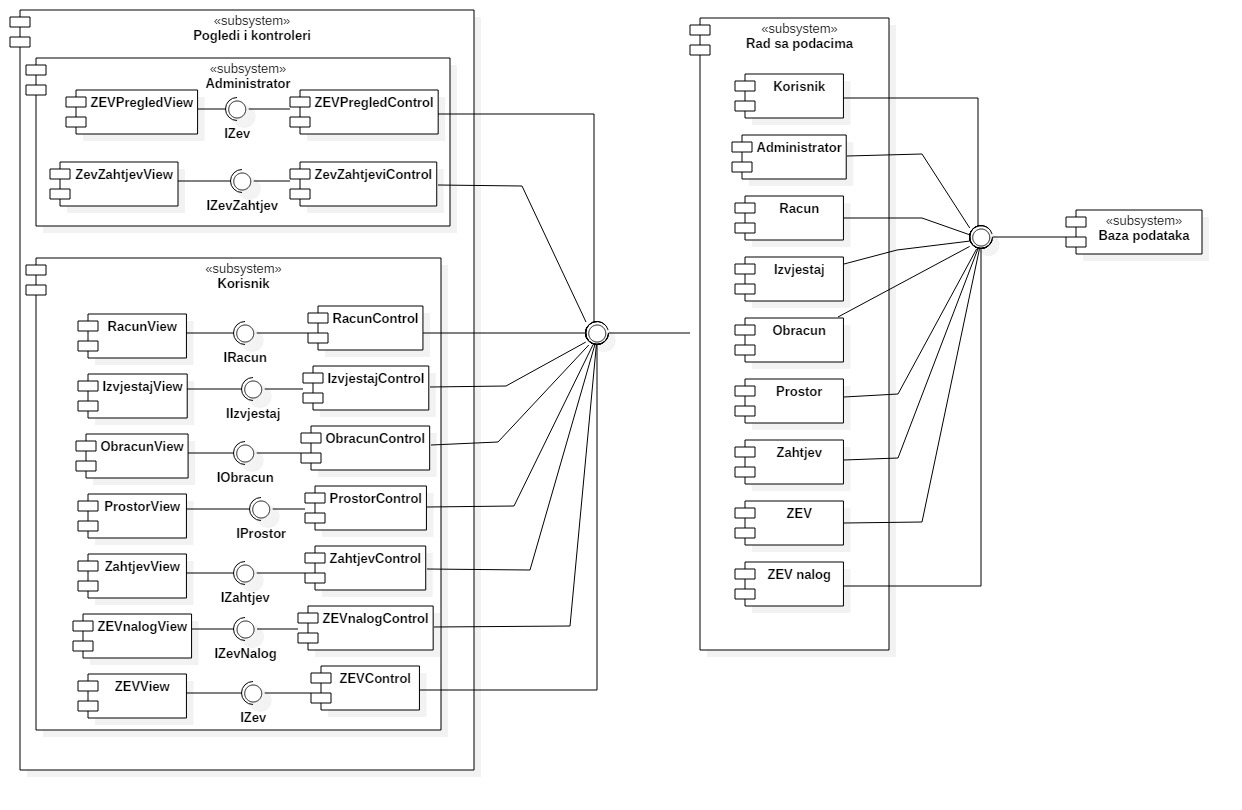 «subsystem»
Pogledi i kontroleri
«subsystem»
Administrator
ZEVPregledView
IZev
ZEVPregledControl
ZevZahtjevView
IZevZahtjev
ZevZahtjeviControl
«subsystem»
Korisnik
RacunView
IRacun
RacunControl
IzvjestajView
IIzvjestaj
IzvjestajControl
ObracunView
IObracun
ObracunControl
ProstorView
IProstor
ProstorControl
ZahtjevView
IZahtjev
ZahtjevControl
ZEVnalogView
IZevNalog
ZEVnalogControl
ZEVView
IZev
ZEVControl
«subsystem»
Rad sa podacima
Korisnik
Administrator
Racun
Izvjestaj
Obracun
Prostor
Zahtjev
ZEV
ZEV nalog
«subsystem»
Baza podataka